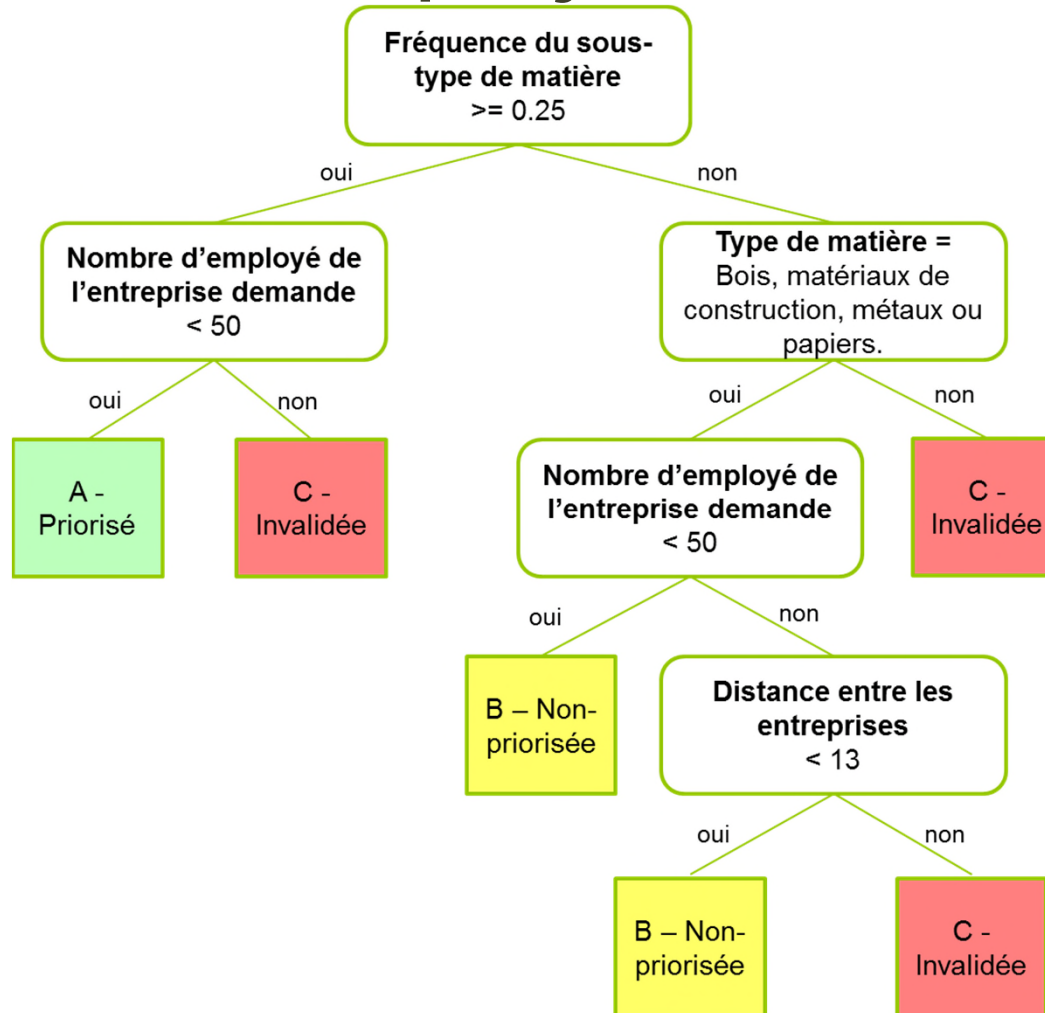 Fréquence du sous-
type de matière
>= 0.25
oui
non
Nombre d’employé de
l’entreprise demande
< 50
Type de matière =
Bois, matériaux de
construction, métaux ou
papiers.
oui
non
oui
non
A -
Priorisé
C -
Invalidée
Nombre d’employé de
l’entreprise demande
< 50
C -
Invalidée
oui
non
B – Non-
priorisée
Distance entre les
entreprises
< 13
oui
non
B – Non-
priorisée
C -
Invalidée